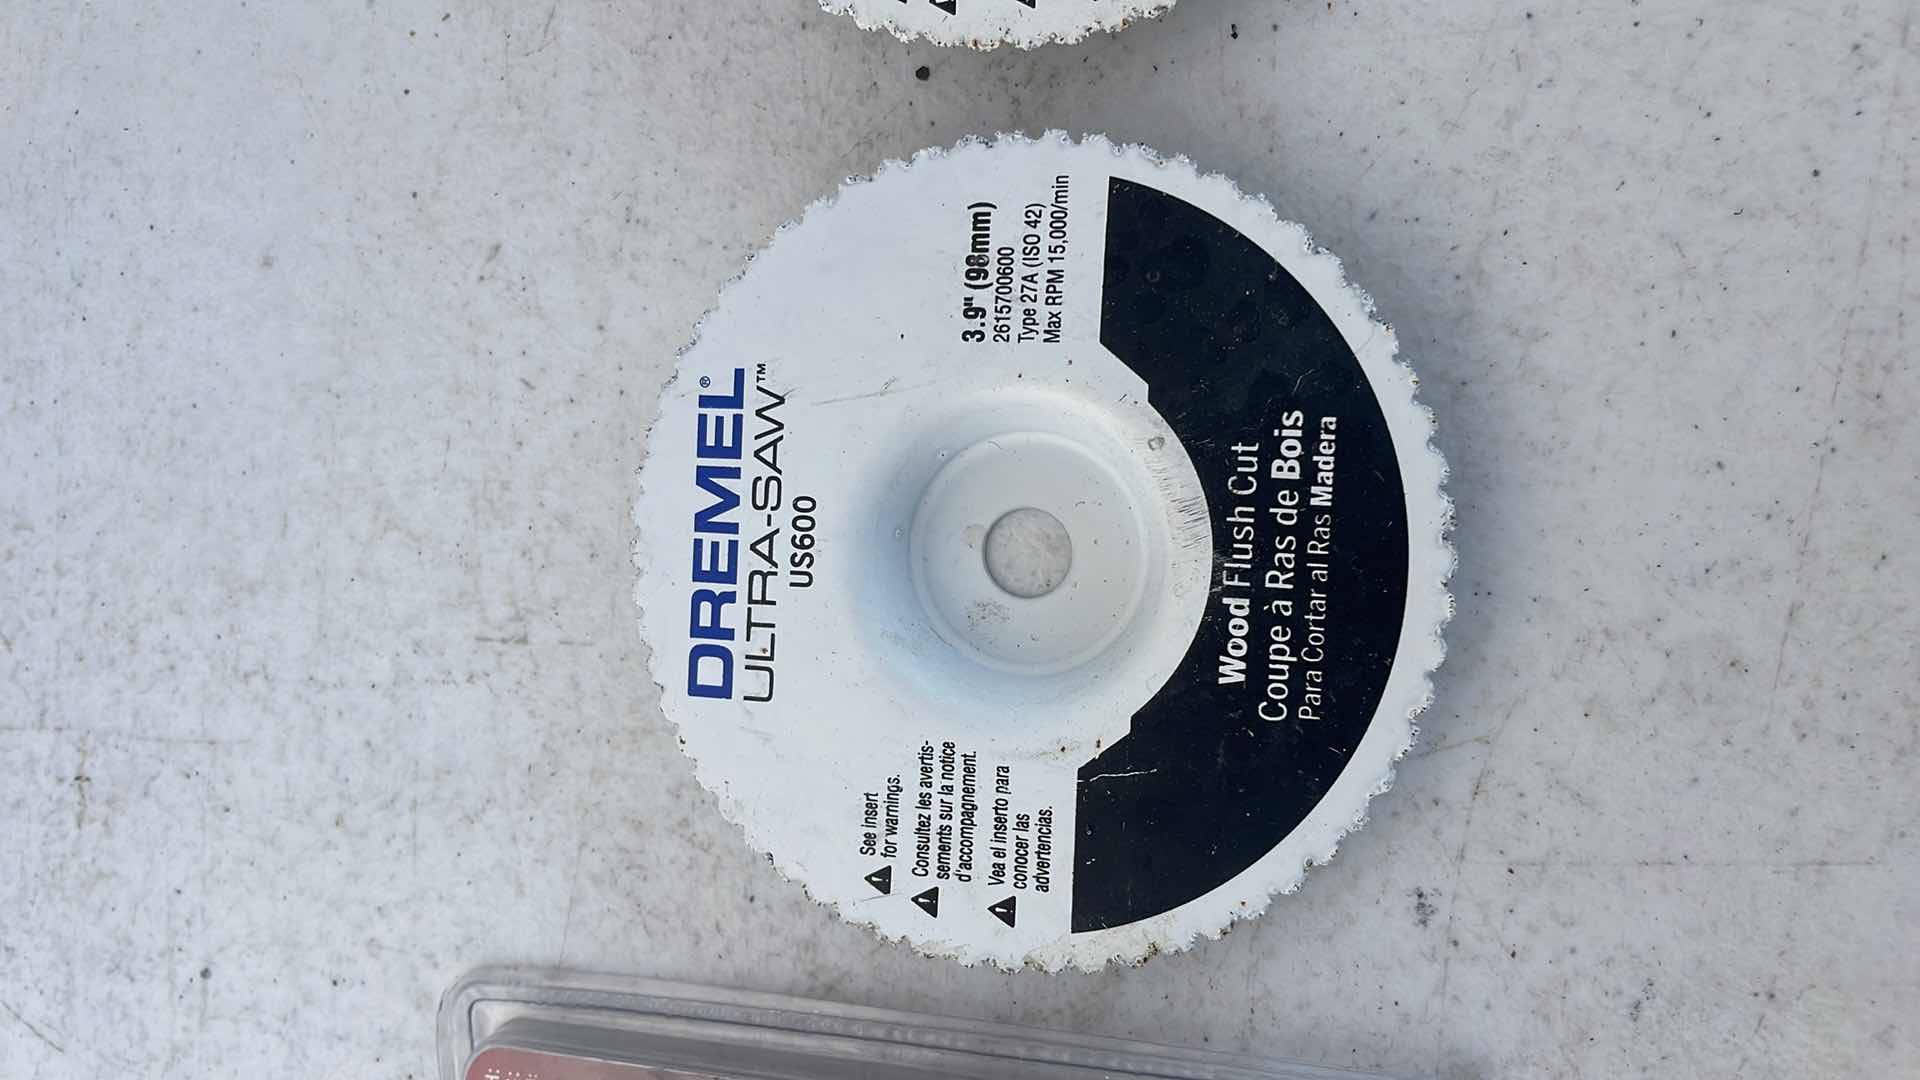 DREMEL®
ULTRA-SAW™
US600
3.9" (98mm)
2615700600
Type 27A (ISO 42)
Max RPM 15,000/min
See insert
for warnings.
Consultez les avertis-
sements sur la notice
d'accompagnement.
Vea el inserto para
conocer las
advertencias.
Wood Flush Cut
Coupe à Ras de Bois
Para Cortar al Ras Madera